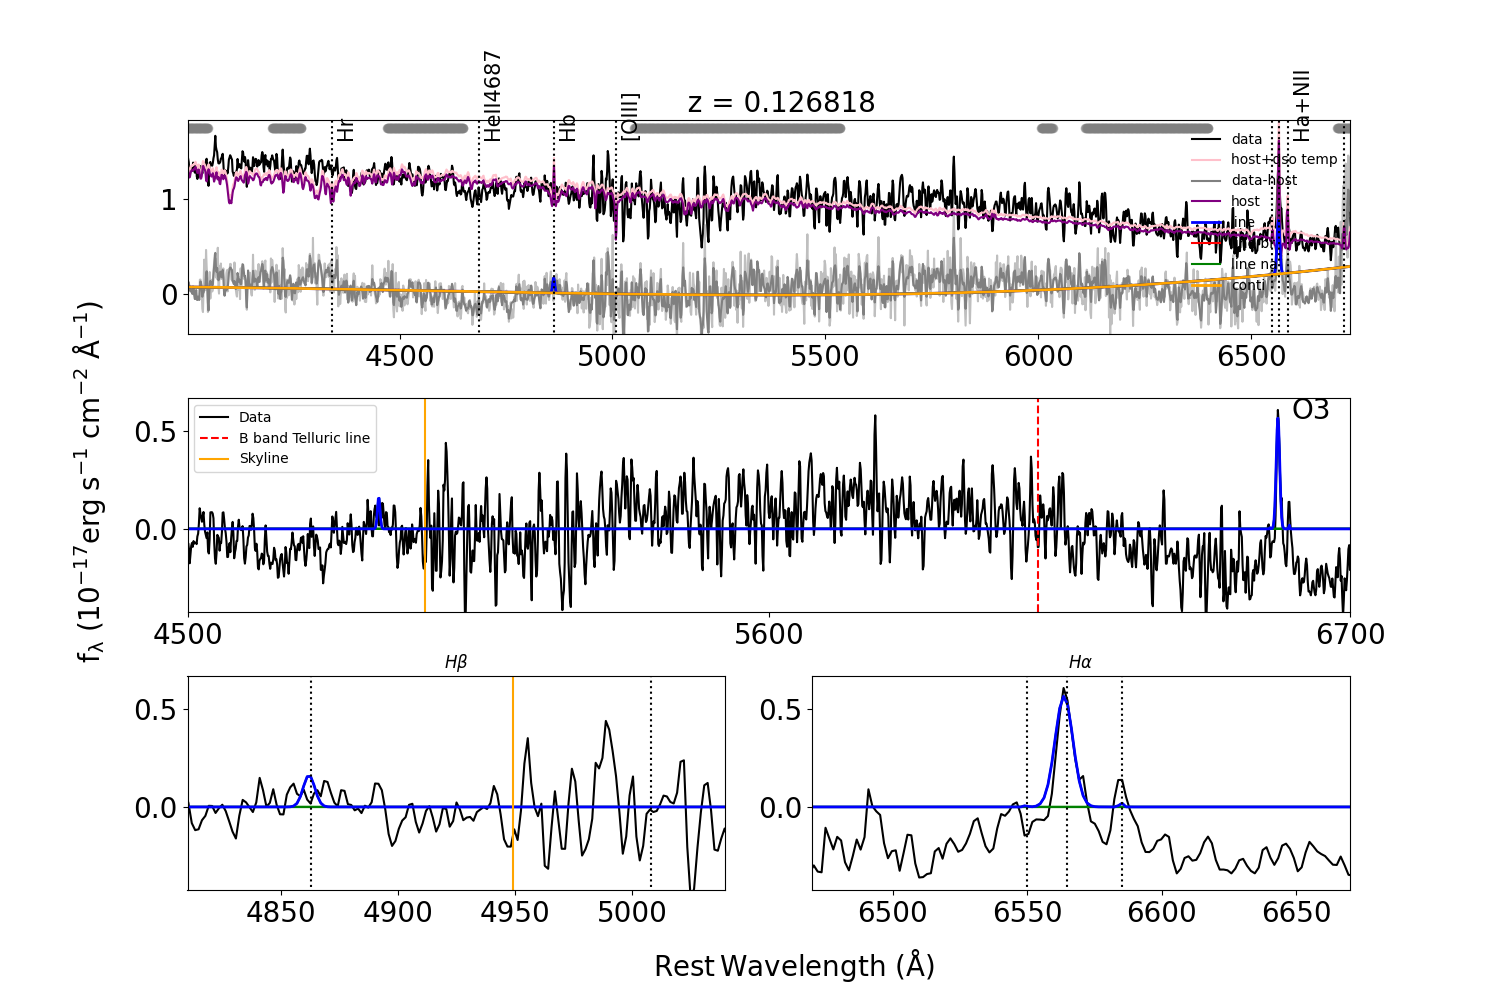 z = 0.126818
Hr
HeII4687
Hb
[OIII]
Ha+NII
data
host+qso temp
data-host
host
line
line na
conti
1
0
4500
5000
5500
6000
6500
fλ (10−17erg s−1 cm−2 Å−1)
Data
B band Telluric line
Skyline
O3
0.5
0.0
4500
5600
6700
Hβ
0.5
0.0
4850
4900
4950
5000
Hα
0.5
0.0
6500
6550
6600
6650
Rest Wavelength (Å)